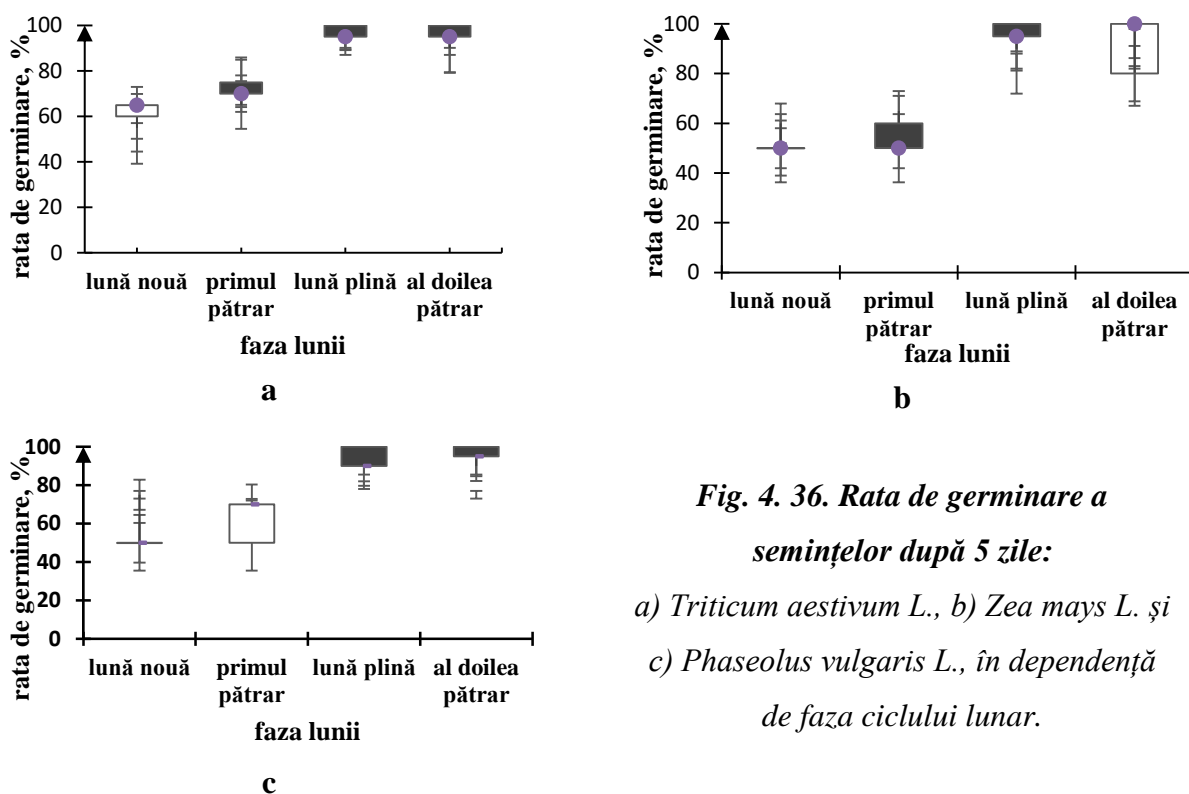 rata de germinare, %
100
80
60
40
20
0
lună nouă primul pătrar lună plină al doilea pătrar
faza lunii
a
rata de germinare, %
100
80
60
40
20
0
lună nouă primul pătrar lună plină al doilea pătrar
faza lunii
b
rata de germinare, %
100
80
60
40
20
0
lună nouă primul pătrar lună plină al doilea pătrar
faza lunii
c
Fig. 4. 36. Rata de germinare a
semințelor după 5 zile:
a) Triticum aestivum L., b) Zea mays L. și
c) Phaseolus vulgaris L., în dependență
de faza ciclului lunar.